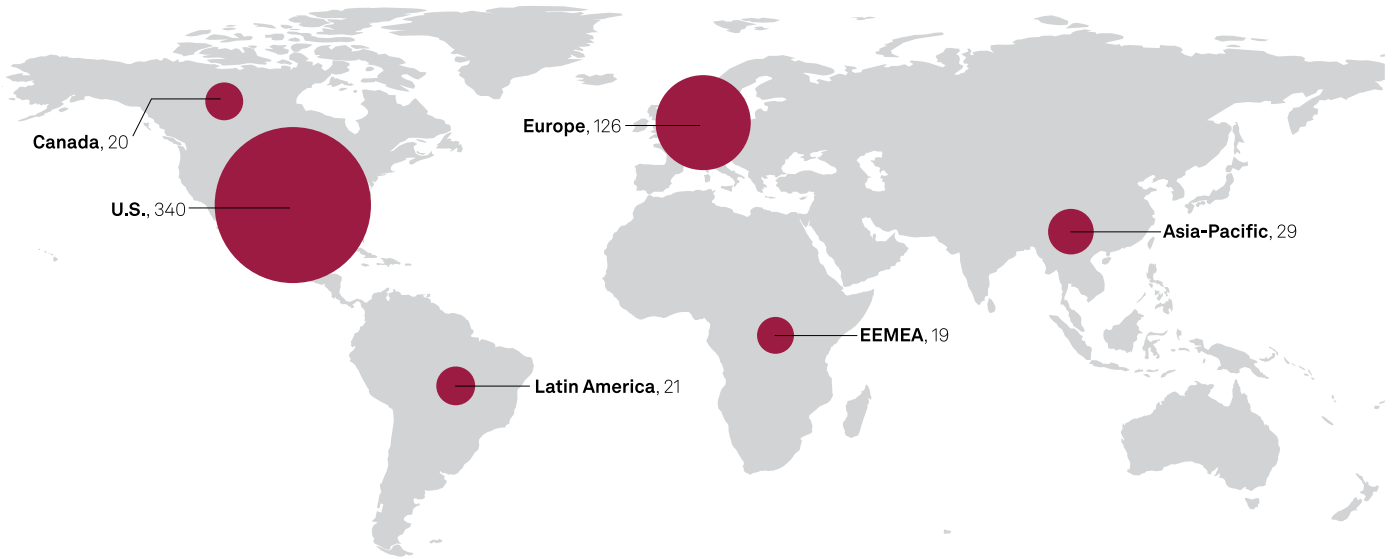 Canada, 20
U.S., 340
Europe, 126
Asia-Pacific, 29
EEMEA, 19
Latin America, 21